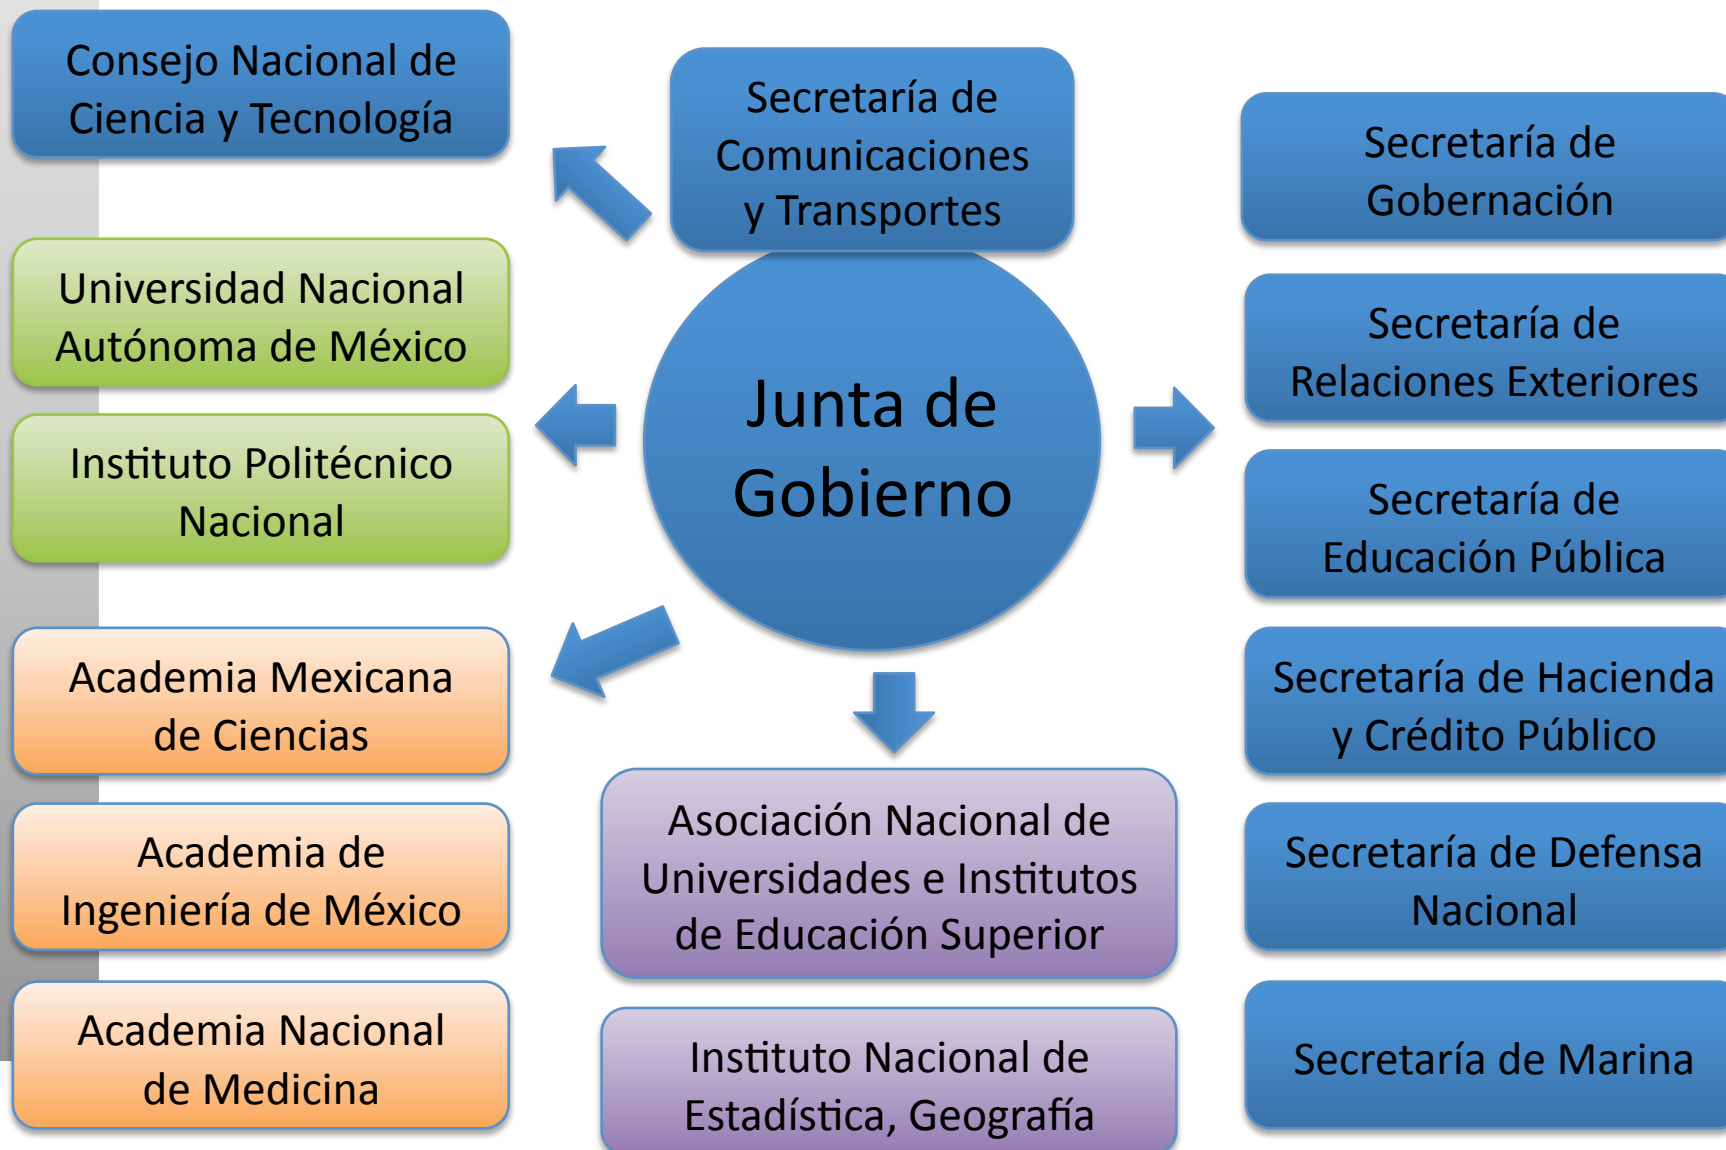 Consejo Nacional de
Ciencia y Tecnología
Universidad Nacional
Autónoma de México
Instituto Politécnico
Nacional
Academia Mexicana
de Ciencias
Academia de
Ingeniería de México
Academia Nacional
de Medicina
Secretaría de
Comunicaciones
y Transportes
Junta de
Gobierno
Asociación Nacional de
Universidades e Institutos
de Educación Superior
Instituto Nacional de
Estadística, Geografía
Secretaría de
Gobernación
Secretaría de
Relaciones Exteriores
Secretaría de
Educación Pública
Secretaría de Hacienda
y Crédito Público
Secretaría de Defensa
Nacional
Secretaría de Marina